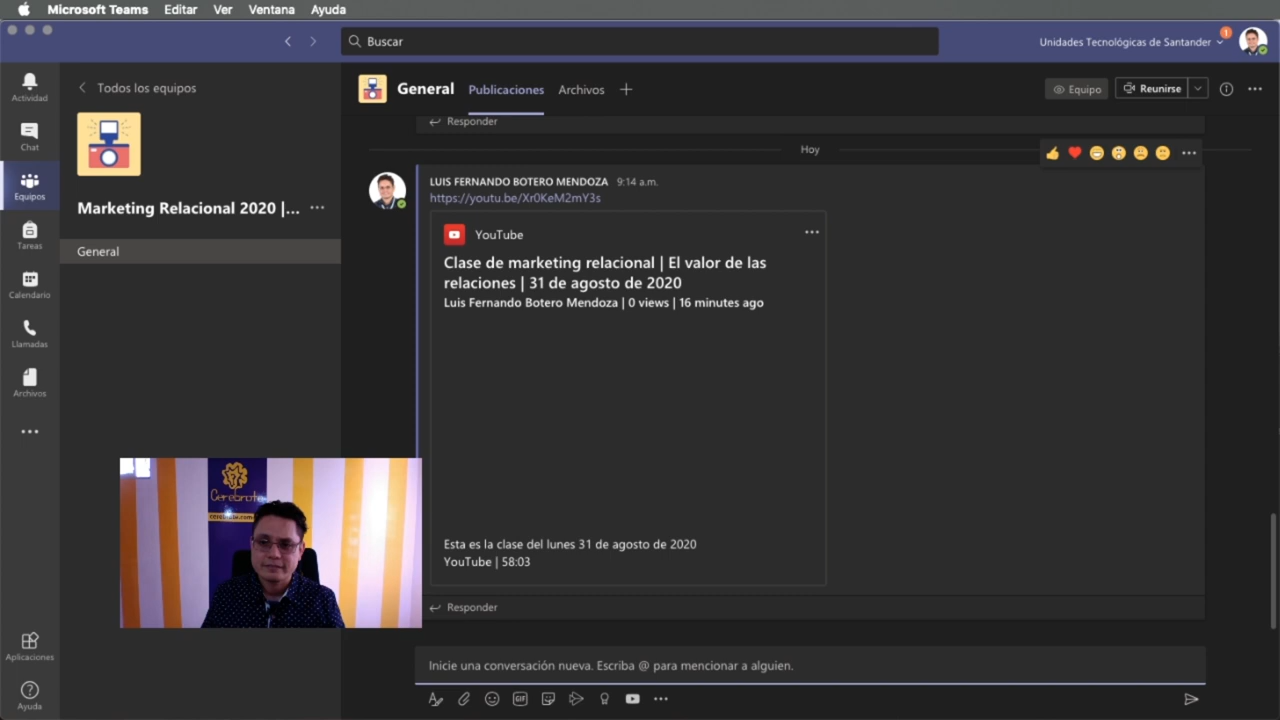 Microsoft Teams Editar Ver Ventana Ayuda
Buscar
Unidades Tecnológicas de Santander
1
Actividad
Chat
Equipos
Tareas
Calendario
Llamadas
Archivos
Aplicaciones
Ayuda
Todos los equipos
Marketing Relacional 2020 |...
General
General Publicaciones Archivos
Equipo Reunirse
Responder
Hoy
LUIS FERNANDO BOTERO MENDOZA 9:14 a.m.
https://youtu.be/Xr0KeM2mY3s
YouTube
Clase de marketing relacional | El valor de las
relaciones | 31 de agosto de 2020
Luis Fernando Botero Mendoza | 0 views | 16 minutes ago
Esta es la clase del lunes 31 de agosto de 2020
YouTube | 58:03
Responder
Inicie una conversación nueva. Escriba @ para mencionar a alguien.
GIF
Cerebrote